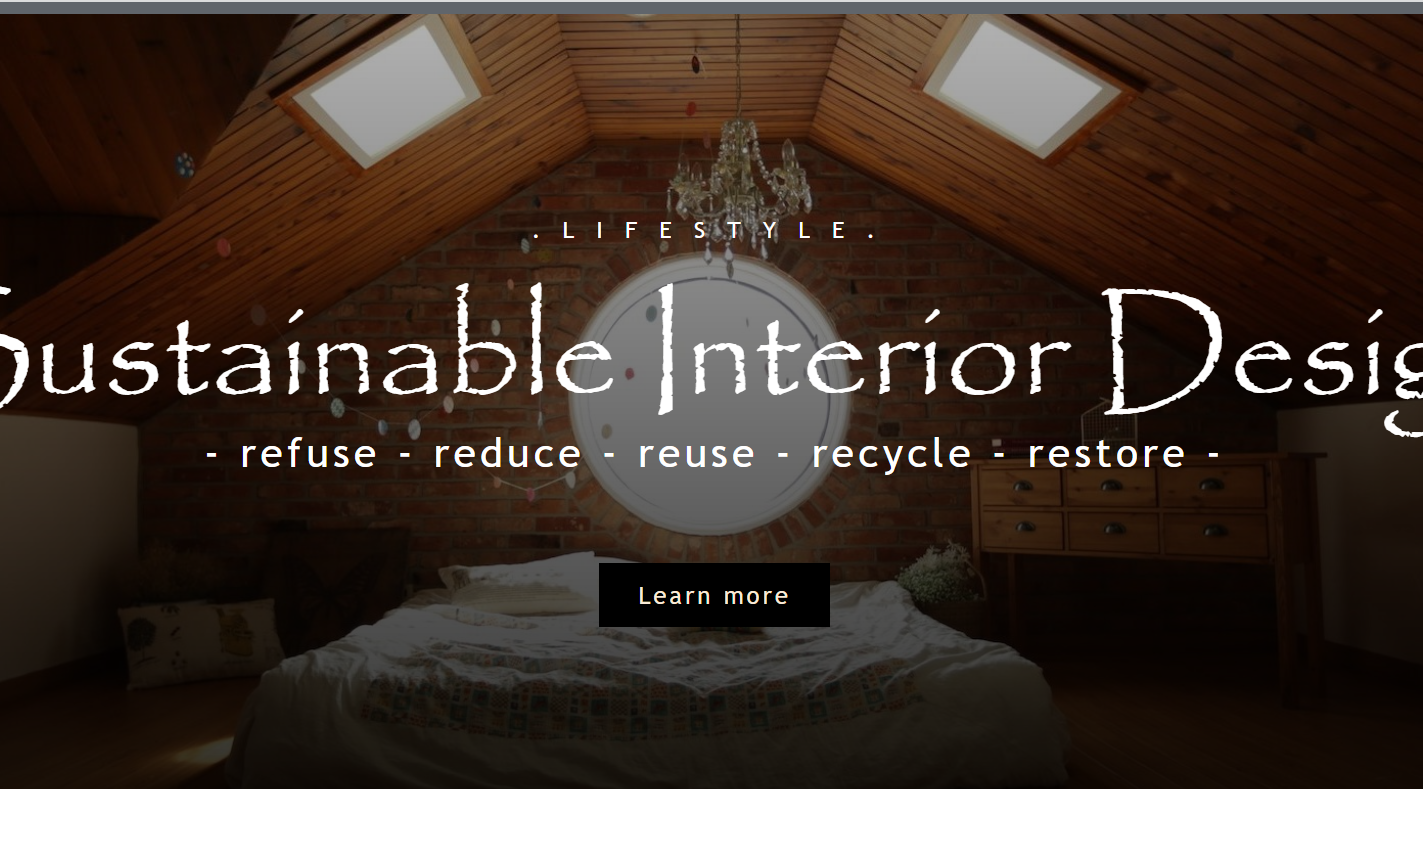 . L I F E S T Y L E .
Sustainable Interior Desig
- refuse - reduce - reuse - recycle - restore -
Learn more